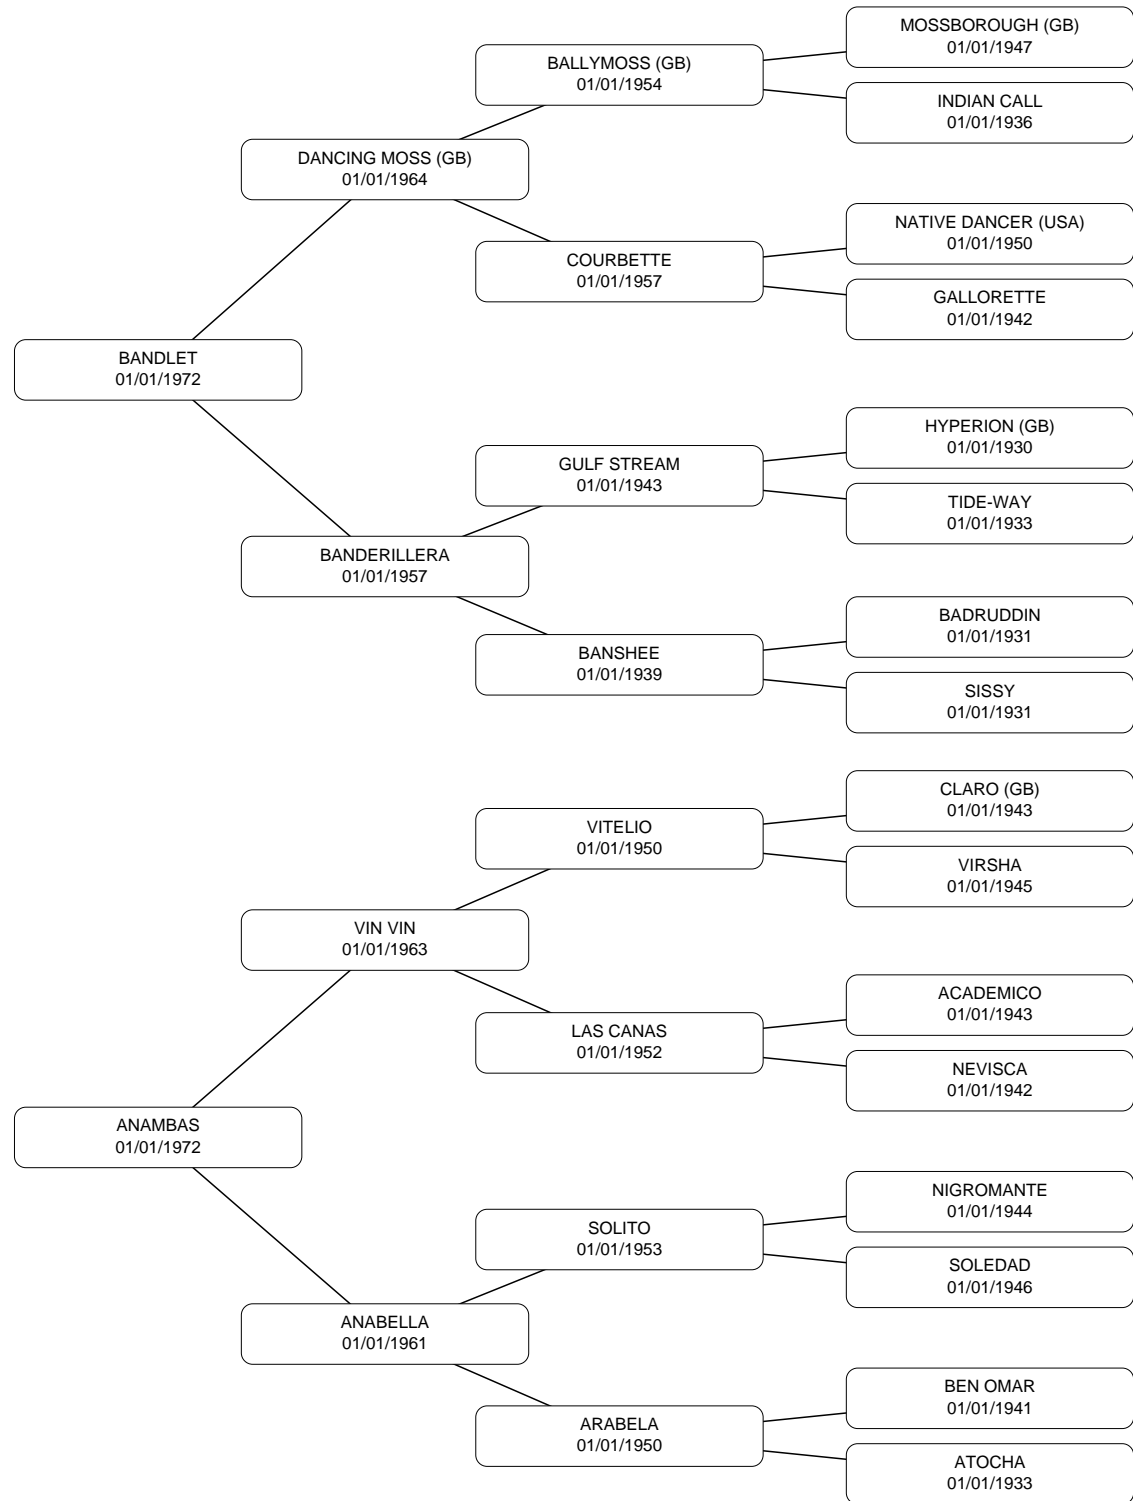 MOSSBOROUGH (GB)
01/01/1947
BALLYMOSS (GB)
01/01/1954
INDIAN CALL
01/01/1936
DANCING MOSS (GB)
01/01/1964
NATIVE DANCER (USA)
01/01/1950
COURBETTE
01/01/1957
GALLORETTE
01/01/1942
BANDLET
01/01/1972
HYPERION (GB)
01/01/1930
GULF STREAM
01/01/1943
TIDE-WAY
01/01/1933
BANDERILLERA
01/01/1957
BADRUDDIN
01/01/1931
BANSHEE
01/01/1939
SISSY
01/01/1931
CLARO (GB)
01/01/1943
VITELIO
01/01/1950
VIRSHA
01/01/1945
VIN VIN
01/01/1963
ACADEMICO
01/01/1943
LAS CANAS
01/01/1952
NEVISCA
01/01/1942
ANAMBAS
01/01/1972
NIGROMANTE
01/01/1944
SOLITO
01/01/1953
SOLEDAD
01/01/1946
ANABELLA
01/01/1961
BEN OMAR
01/01/1941
ARABELA
01/01/1950
ATOCHA
01/01/1933